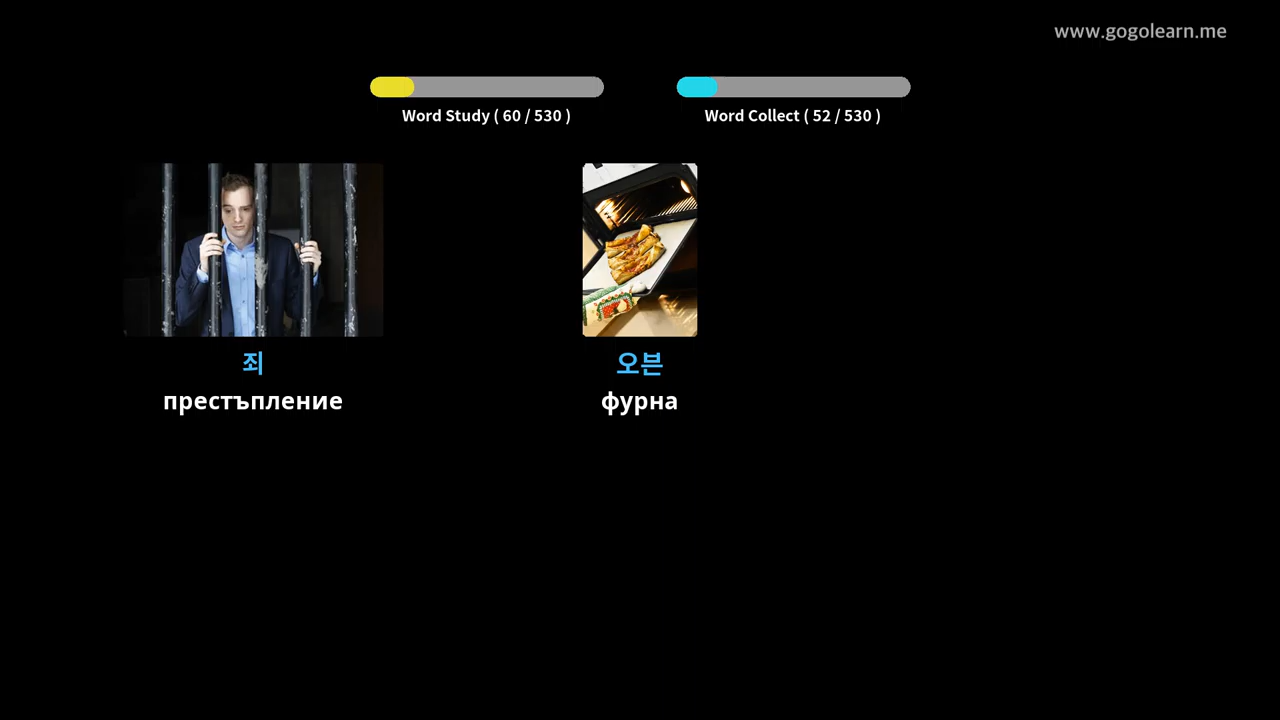 www.gogolearn.me
Word Study ( 60 / 530 )
Word Collect ( 52 / 530 )
죄
престъпление
오븐
фурна